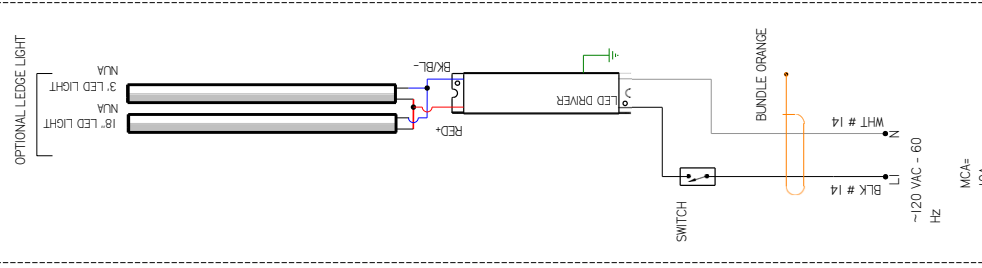 OPTIONAL LEDGE LIGHT
NUA
3' LED LIGHT
NUA
18" LED LIGHT
BK/BL-
RED+
LED DRIVER
SWITCH
BUNDLE ORANGE
WHT # 14
N
BLK # 14
L1
~120 VAC - 60
Hz
MCA=